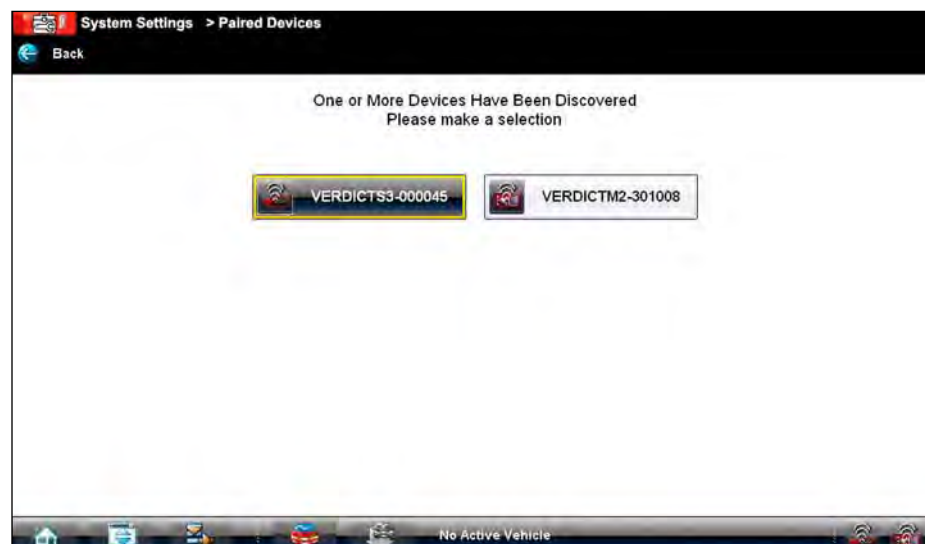 System Settings > Paired Devices
Back
One or More Devices Have Been Discovered
Please make a selection
VERDICTS3-000045
VERDICTM2-301008
No Active Vehicle